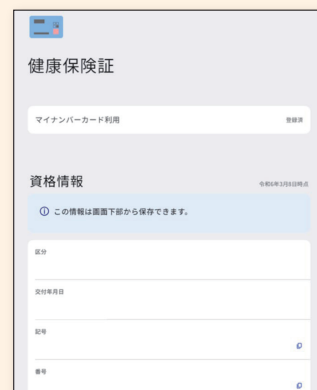 健康保険証
マイナンバーカード利用
登録済
資格情報
令和6年3月6日時点
この情報は画面下部から保存できます。
区分
交付年月日
記号
番号